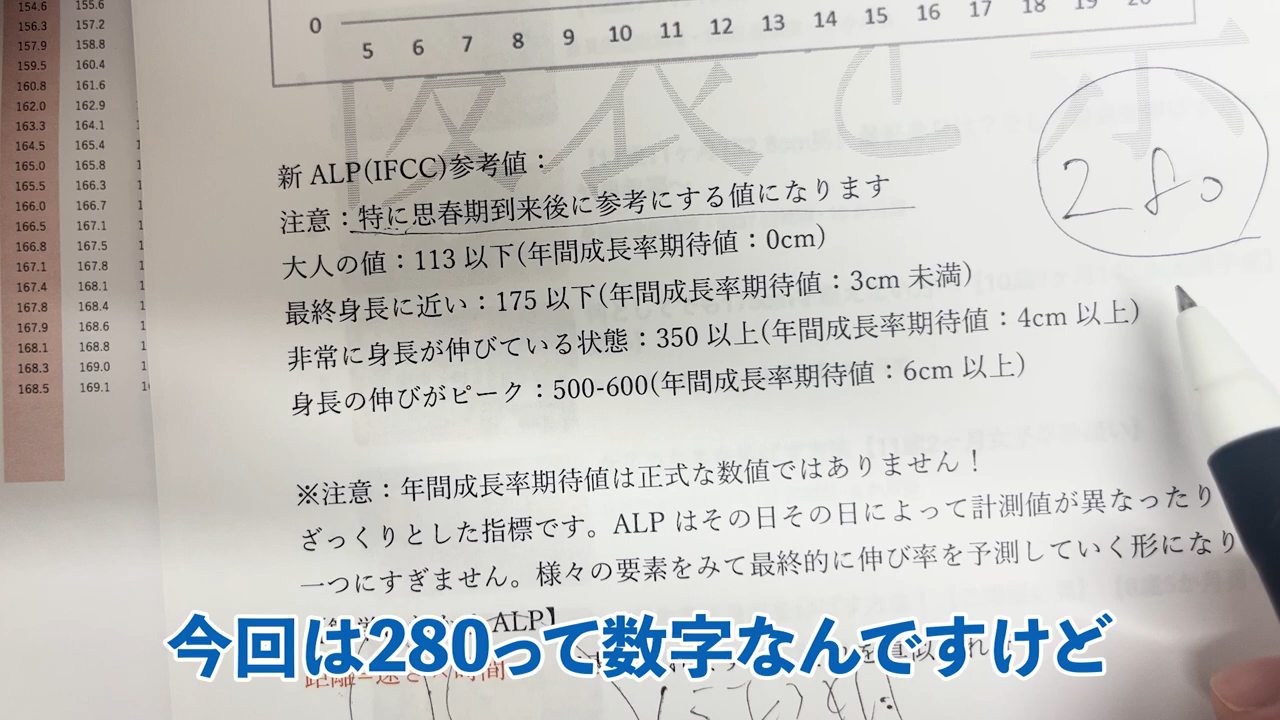 154.6 155.6
156.3 157.2
157.9 158.8
159.5 160.4
160.8 161.6
162.0 162.9
163.3 164.1
164.5 165.4
165.0 165.8
165.5 166.3
166.0 166.7
166.5 167.1
166.8 167.5
167.1 167.8
167.4 168.1
167.8 168.4
167.9 168.6
168.1 168.8
168.3 169.0
168.5 169.1
0
5 6 7 8 9 10 11 12 13 14 15 16 17 18 19 20
280
新 ALP(IFCC)参考値：
注意：特に思春期到来後に参考にする値になります
大人の値：113 以下(年間成長率期待値：0cm)
最終身長に近い：175 以下(年間成長率期待値：3cm 未満)
非常に身長が伸びている状態：350 以上(年間成長率期待値：4cm 以上)
身長の伸びがピーク：500-600(年間成長率期待値：6cm 以上)
※注意：年間成長率期待値は正式な数値ではありません！
ざっくりとした指標です。ALP はその日その日によって計測値が異なったり
一つにすぎません。様々の要素をみて最終的に伸び率を予測していく形になり
ALP】
今回は280って数字なんですけど